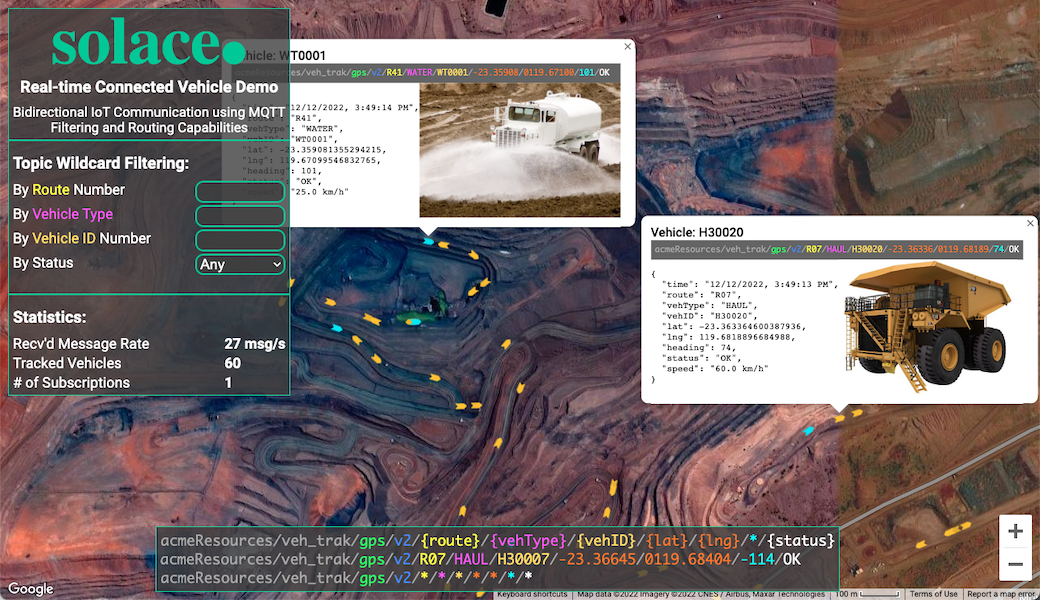 solace.
Real-time Connected Vehicle Demo
Bidirectional IoT Communication using MQTT
Filtering and Routing Capabilities
Topic Wildcard Filtering:
By Route Number
By Vehicle Type
By Vehicle ID Number
By Status
Any
Statistics:
Recv'd Message Rate 27 msg/s
Tracked Vehicles 60
# of Subscriptions 1
Vehicle: WT0001
acmeResources/veh_trak/gps/v2/R41/WATER/WT0001/-23.35908/0119.67100/101/OK
"12/12/2022, 3:49:14 PM",
"route": "R41",
"vehType": "WATER",
"vehID": "WT0001",
"lat": -23.359081355294215,
"lng": 119.67099546832765,
"heading": 101,
"status": "OK",
"25.0 km/h"
Vehicle: H30020
acmeResources/veh_trak/gps/v2/R07/HAUL/H30020/-23.36336/0119.68189/74/OK
{
"time": "12/12/2022, 3:49:13 PM",
"route": "R07",
"vehType": "HAUL",
"vehID": "H30020",
"lat": -23.363364600387936,
"lng": 119.6818896684988,
"heading": 74,
"status": "OK",
"speed": "60.0 km/h"
}
acmeResources/veh_trak/gps/v2/{route}/{vehType}/{vehID}/{lat}/{lng}/*/{status}
acmeResources/veh_trak/gps/v2/R07/HAUL/H30007/-23.36645/0119.68404/-114/OK
acmeResources/veh_trak/gps/v2/*/*/*/*/*/*/*
Google
Keyboard shortcuts
Map data ©2022 Imagery ©2022 CNES / Airbus, Maxar Technologies
100 m
Terms of Use
Report a map error